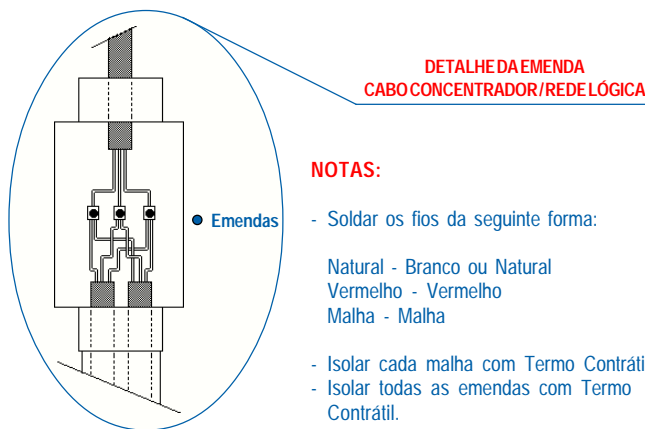 DETALHE DA EMENDA
CABO CONCENTRADOR / REDE LÓGICA
NOTAS:
Emendas
- Soldar os fios da seguinte forma:
Natural - Branco ou Natural
Vermelho - Vermelho
Malha - Malha
- Isolar cada malha com Termo Contráti
- Isolar todas as emendas com Termo
Contrátil.